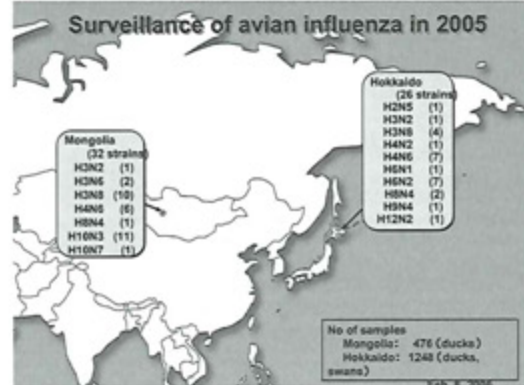 Surveillance of avian influenza in 2005
Hokkaido
(26 strains)
H2N5 (1)
H3N2 (1)
H3N8 (4)
H4N2 (1)
H4N6 (7)
H6N1 (1)
H6N2 (7)
H8N4 (2)
H9N4 (1)
H12N2 (1)
Mongolia
(32 strains)
H3N2 (1)
H3N6 (2)
H3N8 (10)
H4N6 (6)
H8N4 (1)
H10N3 (11)
H10N7 (1)
No of samples
Mongolia: 476 (ducks)
Hokkaido: 1248 (ducks,
swans)